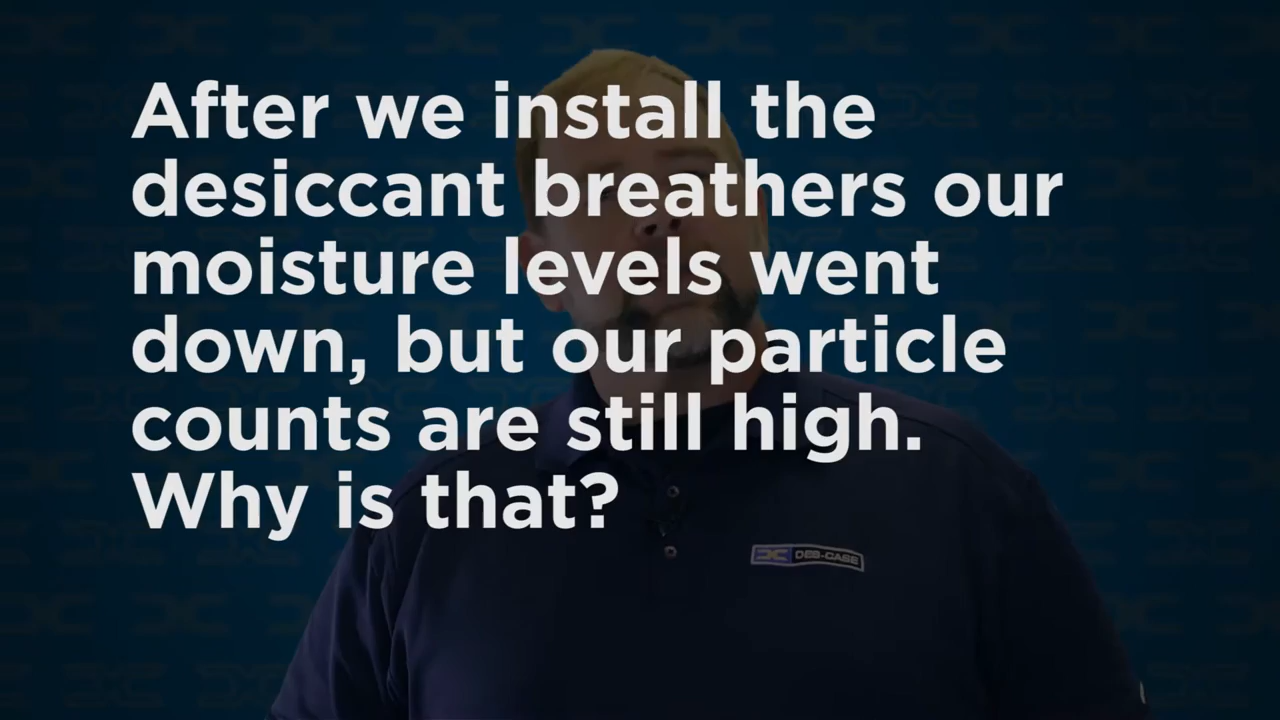 After we install the
desiccant breathers our
moisture levels went
down, but our particle
counts are still high.
Why is that?
DES-CASE